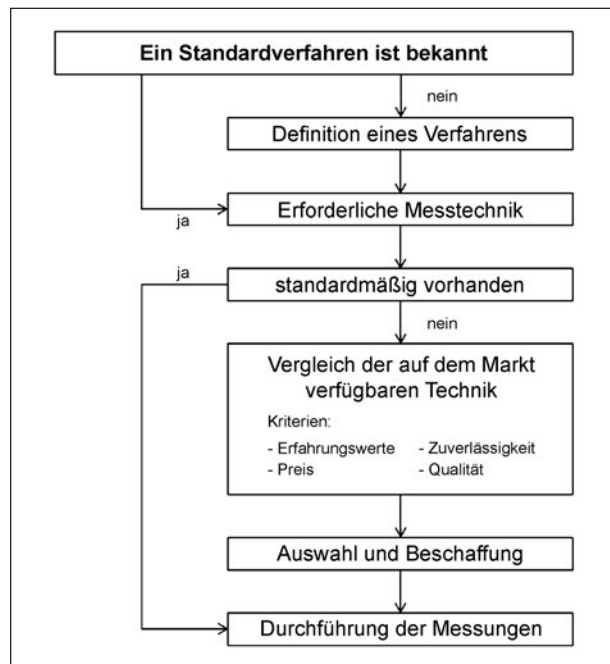 Ein Standardverfahren ist bekannt
nein
Definition eines Verfahrens
Erforderliche Messtechnik
ja
ja
standardmäßig vorhanden
nein
Vergleich der auf dem Markt
verfügbaren Technik
Kriterien:
- Erfahrungswerte - Zuverlässigkeit
- Preis - Qualität
Auswahl und Beschaffung
Durchführung der Messungen